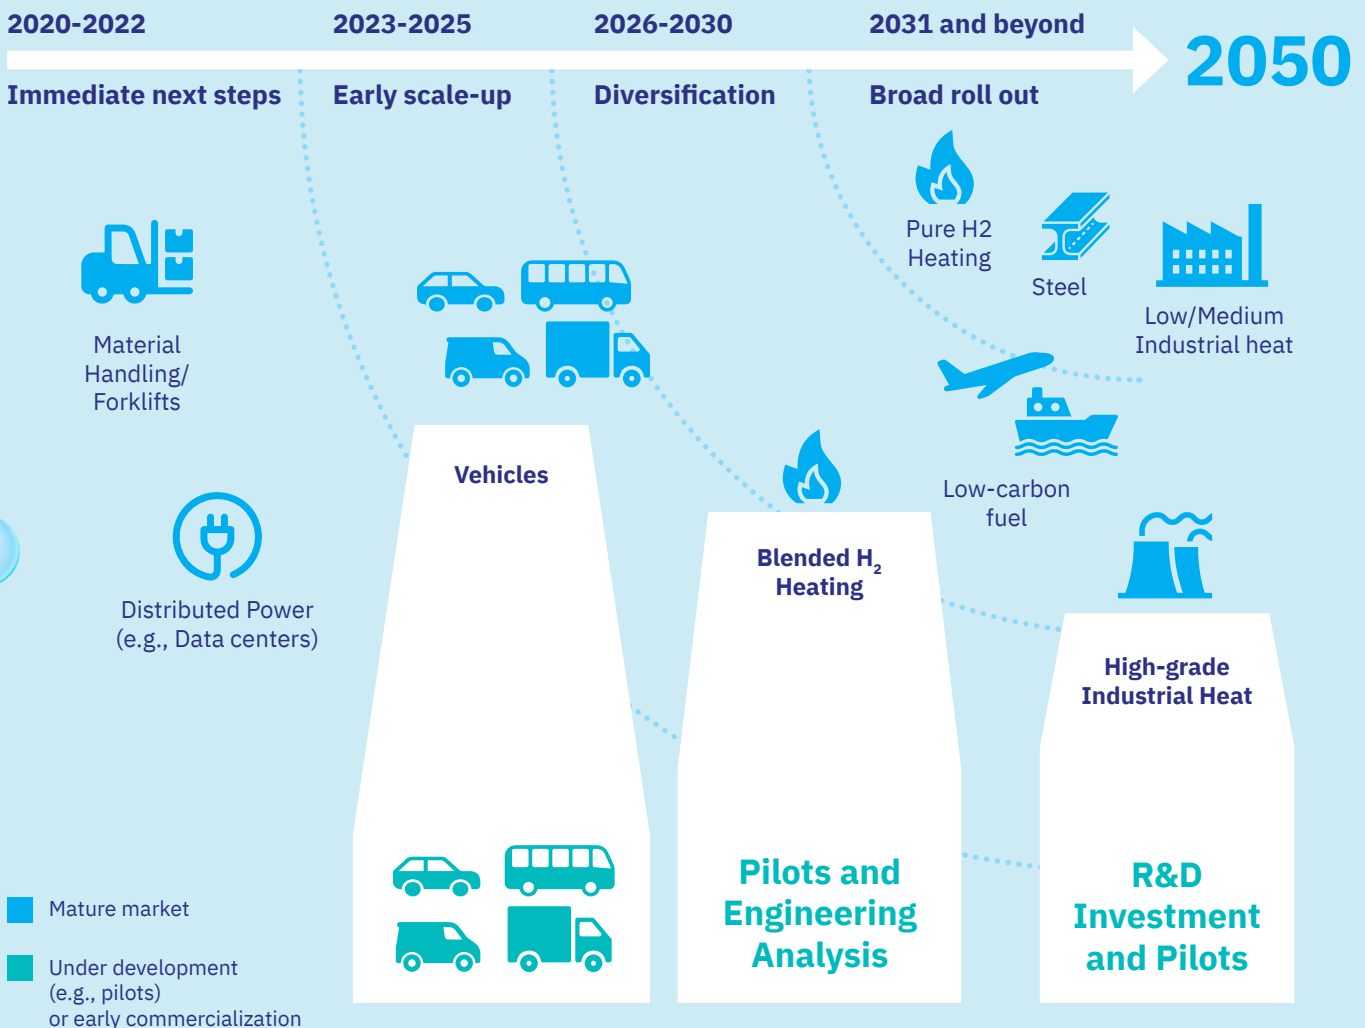 2020-2022
2023-2025
2026-2030
2031 and beyond
2050
Immediate next steps
Early scale-up
Diversification
Broad roll out
Material
Handling/
Forklifts
Distributed Power
(e.g., Data centers)
Vehicles
Blended H₂
Heating
Pilots and
Engineering
Analysis
Pure H2
Heating
Steel
Low/Medium
Industrial heat
Low-carbon
fuel
High-grade
Industrial Heat
R&D
Investment
and Pilots
Mature market
Under development
(e.g., pilots)
or early commercialization